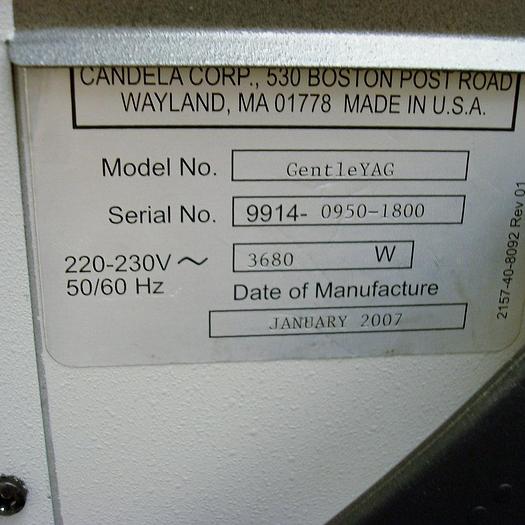 CANDELA CORP., 530 BOSTON POST ROAD
WAYLAND, MA 01778 MADE IN U.S.A.
Model No. GentleYAG
Serial No. 9914- 0950-1800
220-230V ~ 3680 W
50/60 Hz
Date of Manufacture
JANUARY 2007
2157-40-8092 Rev 01